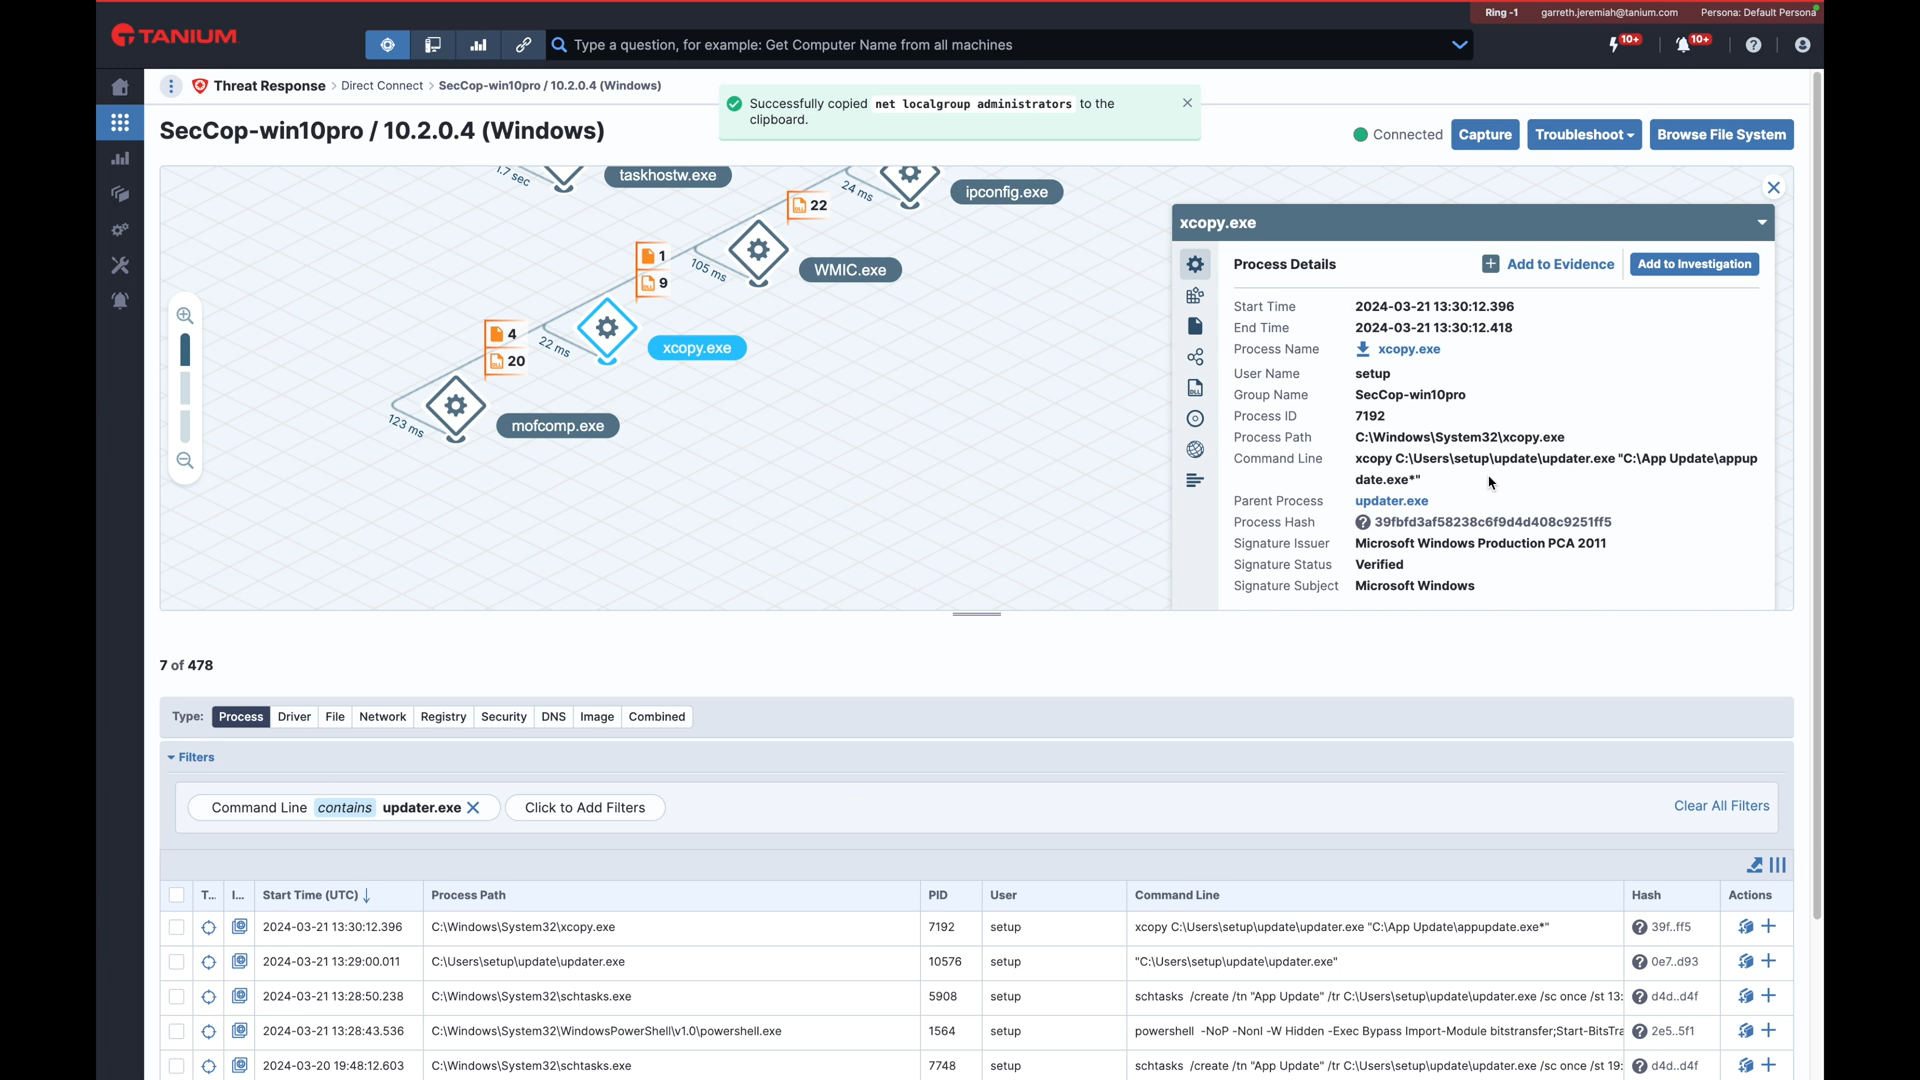 Ring -1
garreth.jeremiah@tanium.com
Persona: Default Persona
TANIUM
Type a question, for example: Get Computer Name from all machines
10+
10+
Threat Response > Direct Connect > SecCop-win10pro / 10.2.0.4 (Windows)
Successfully copied net localgroup administrators to the
clipboard.
SecCop-win10pro / 10.2.0.4 (Windows)
Connected
Capture
Troubleshoot
Browse File System
1.7 sec
taskhostw.exe
24 ms
ipconfig.exe
22
105 ms
WMIC.exe
1
9
22 ms
xcopy.exe
4
20
123 ms
mofcomp.exe
xcopy.exe
Process Details
Add to Evidence
Add to Investigation
Start Time 2024-03-21 13:30:12.396
End Time 2024-03-21 13:30:12.418
Process Name xcopy.exe
User Name setup
Group Name SecCop-win10pro
Process ID 7192
Process Path C:\Windows\System32\xcopy.exe
Command Line xcopy C:\Users\setup\update\updater.exe "C:\App Update\appup
date.exe*"
Parent Process updater.exe
Process Hash 39fbfd3af58238c6f9d4d408c9251ff5
Signature Issuer Microsoft Windows Production PCA 2011
Signature Status Verified
Signature Subject Microsoft Windows
7 of 478
Type: Process Driver File Network Registry Security DNS Image Combined
Filters
Command Line contains updater.exe
Click to Add Filters
Clear All Filters
T... I... Start Time (UTC) Process Path PID User Command Line Hash Actions
2024-03-21 13:30:12.396 C:\Windows\System32\xcopy.exe 7192 setup xcopy C:\Users\setup\update\updater.exe "C:\App Update\appupdate.exe*" 39f..ff5
2024-03-21 13:29:00.011 C:\Users\setup\update\updater.exe 10576 setup "C:\Users\setup\update\updater.exe" 0e7..d93
2024-03-21 13:28:50.238 C:\Windows\System32\schtasks.exe 5908 setup schtasks /create /tn "App Update" /tr C:\Users\setup\update\updater.exe /sc once /st 13: d4d..d4f
2024-03-21 13:28:43.536 C:\Windows\System32\WindowsPowerShell\v1.0\powershell.exe 1564 setup powershell -NoP -NonI -W Hidden -Exec Bypass Import-Module bitstransfer;Start-BitsTra 2e5..5f1
2024-03-20 19:48:12.603 C:\Windows\System32\schtasks.exe 7748 setup schtasks /create /tn "App Update" /tr C:\Users\setup\update\updater.exe /sc once /st 19: d4d..d4f